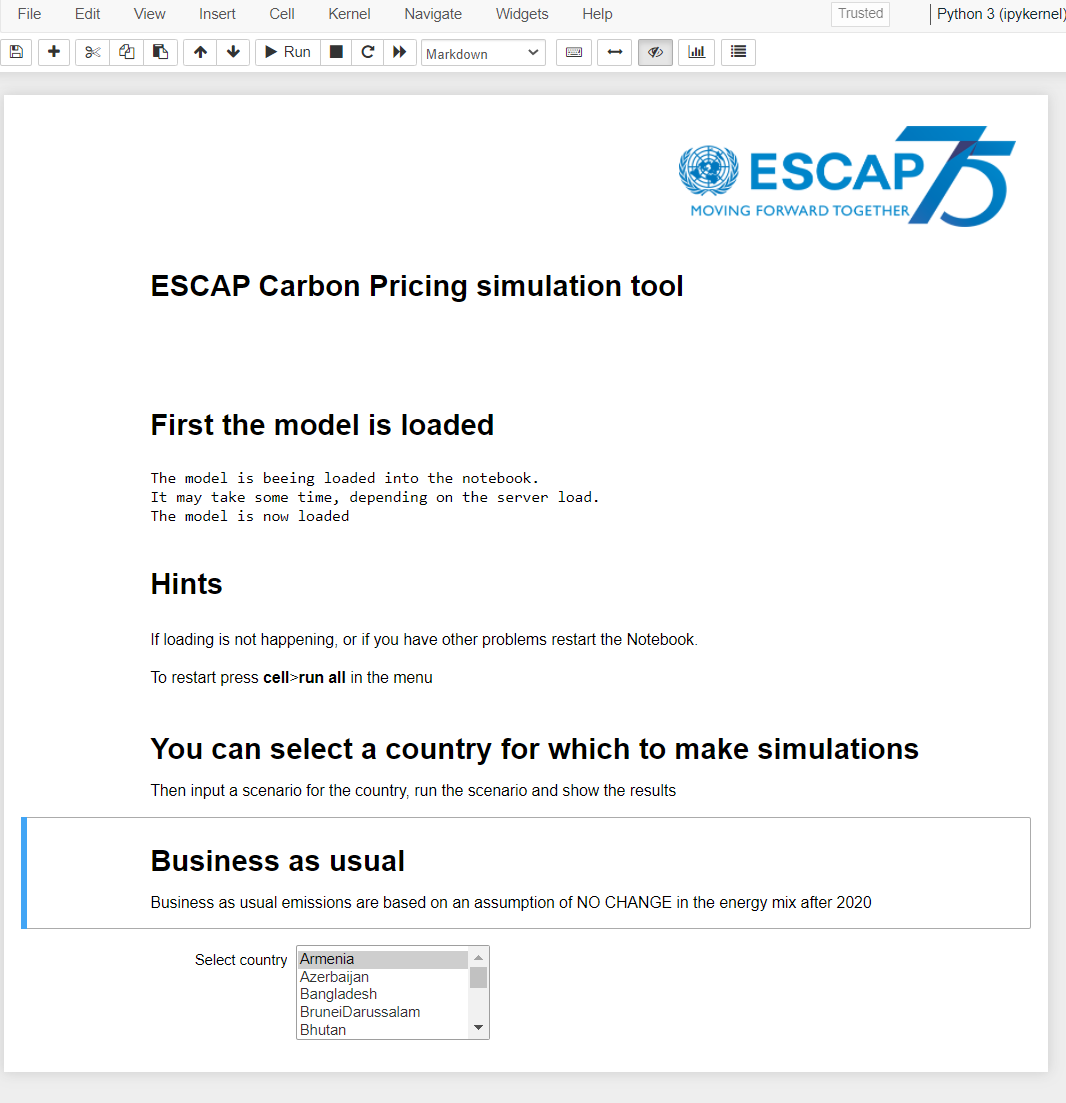 File Edit View Insert Cell Kernel Navigate Widgets Help Trusted Python 3 (ipykernel)
Run Markdown
ESCAP 75
MOVING FORWARD TOGETHER
ESCAP Carbon Pricing simulation tool
First the model is loaded
The model is beeing loaded into the notebook.
It may take some time, depending on the server load.
The model is now loaded
Hints
If loading is not happening, or if you have other problems restart the Notebook.
To restart press cell>run all in the menu
You can select a country for which to make simulations
Then input a scenario for the country, run the scenario and show the results
Business as usual
Business as usual emissions are based on an assumption of NO CHANGE in the energy mix after 2020
Select country Armenia
Azerbaijan
Bangladesh
BruneiDarussalam
Bhutan